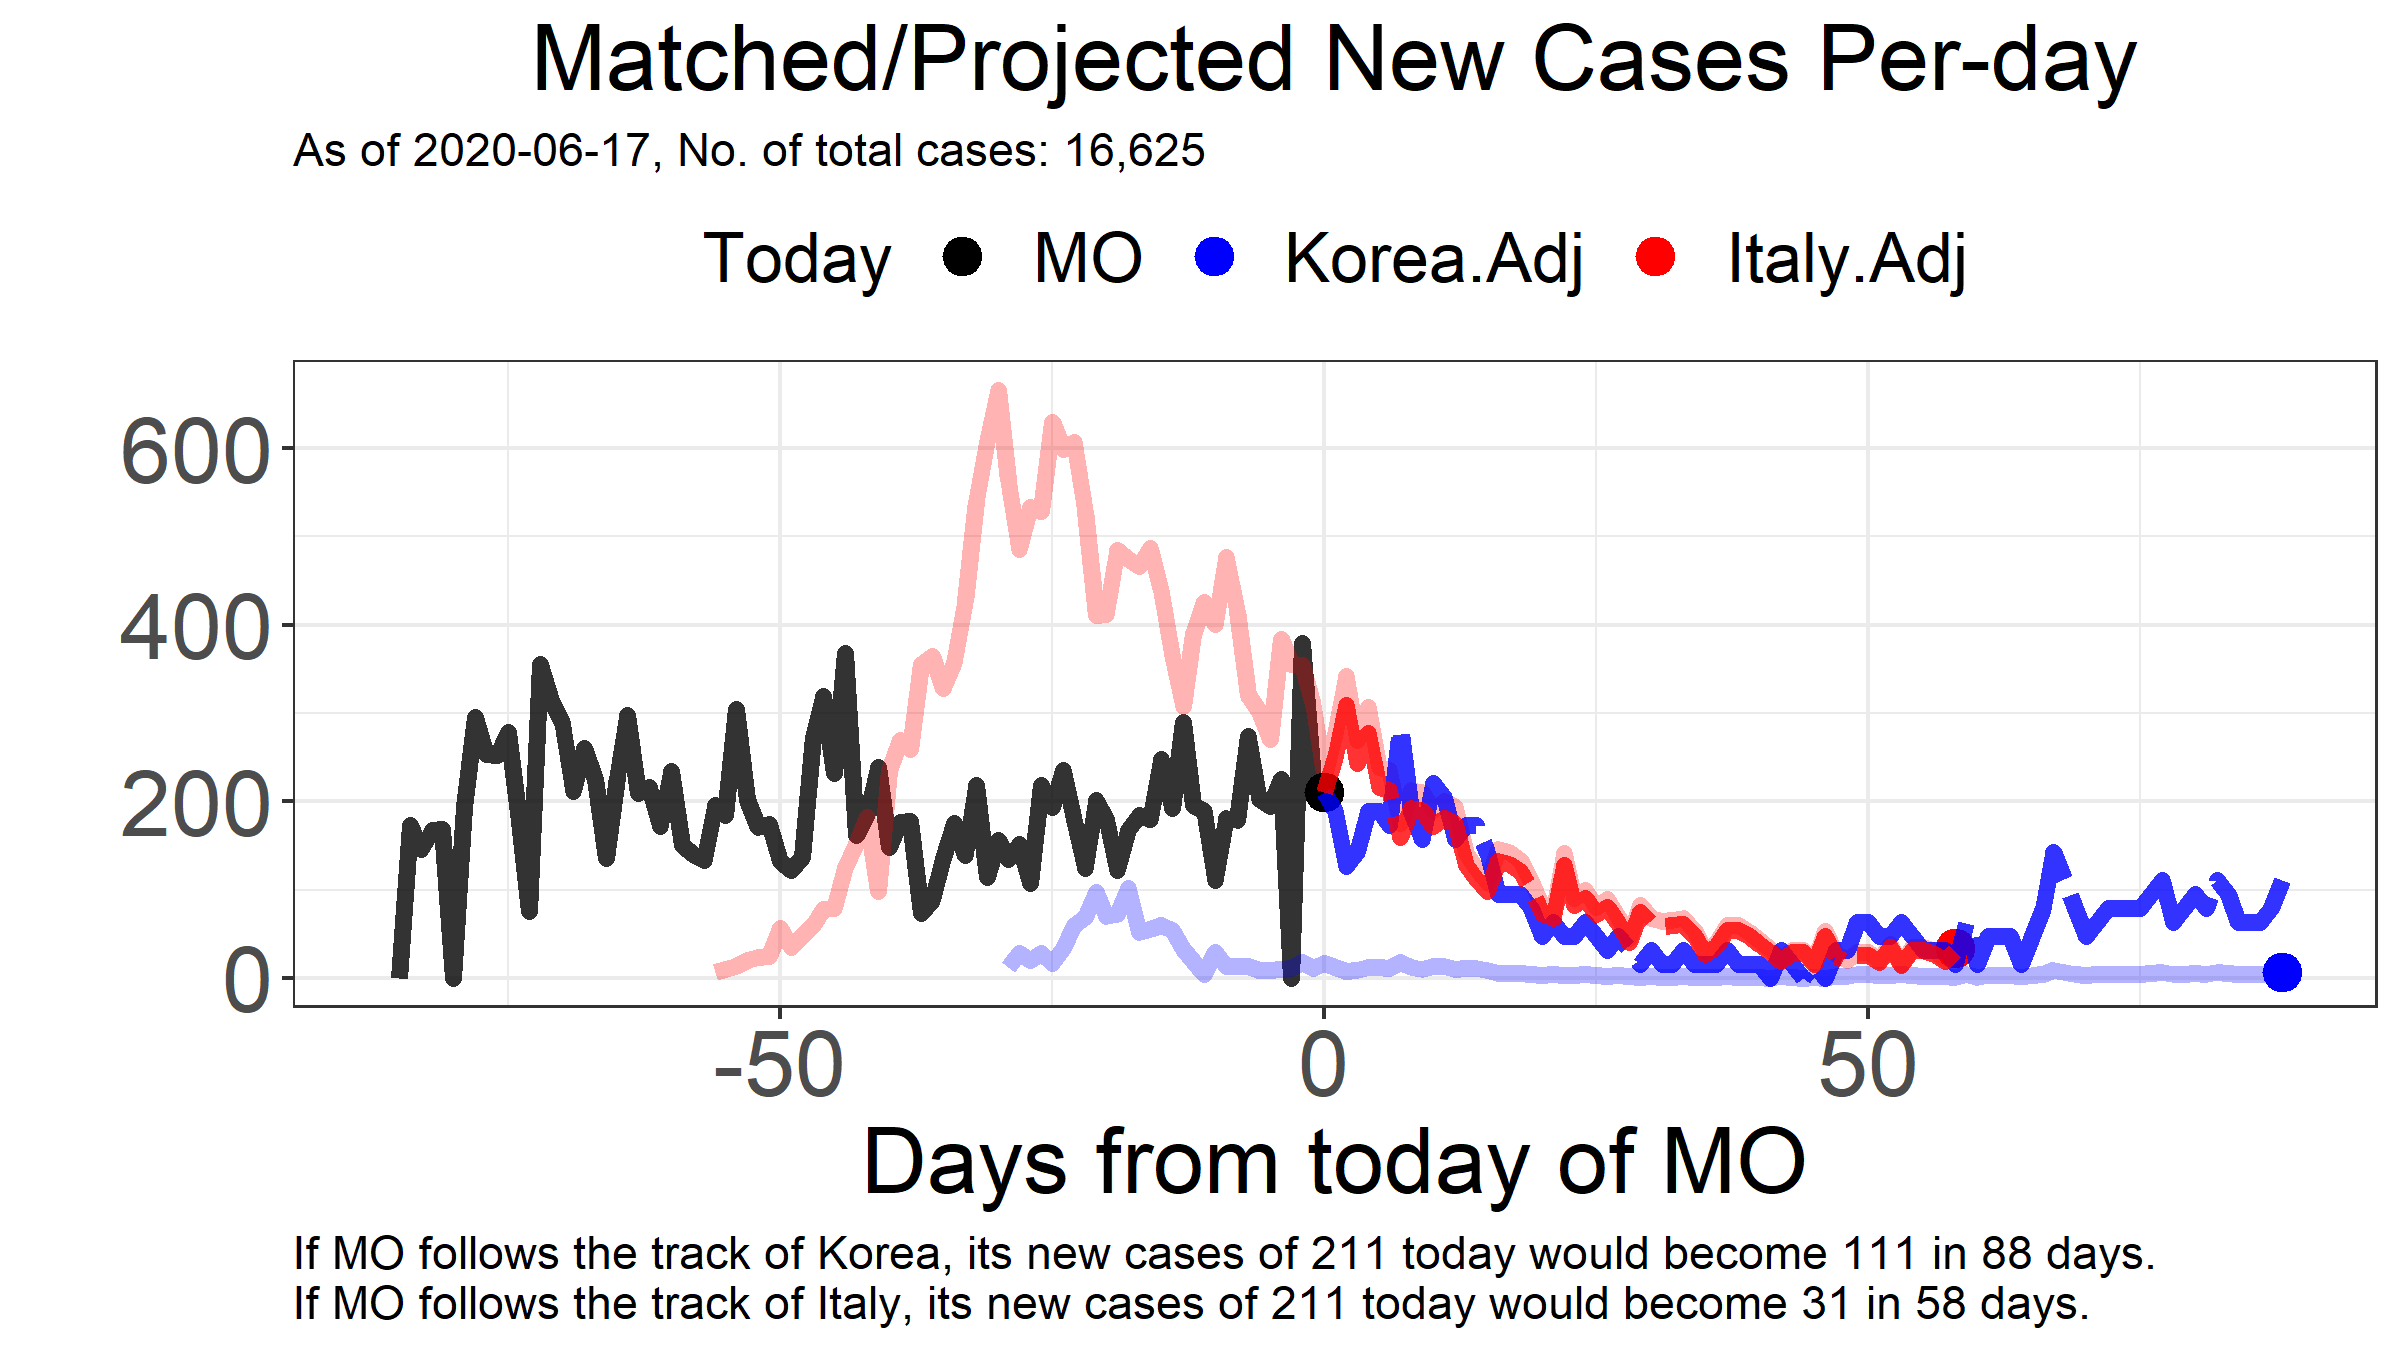 Matched/Projected New Cases Per-day
As of 2020-06-17, No. of total cases: 16,625
Today MO Korea.Adj Italy.Adj
600
400
200
0
-50 0 50
Days from today of MO
If MO follows the track of Korea, its new cases of 211 today would become 111 in 88 days.
If MO follows the track of Italy, its new cases of 211 today would become 31 in 58 days.